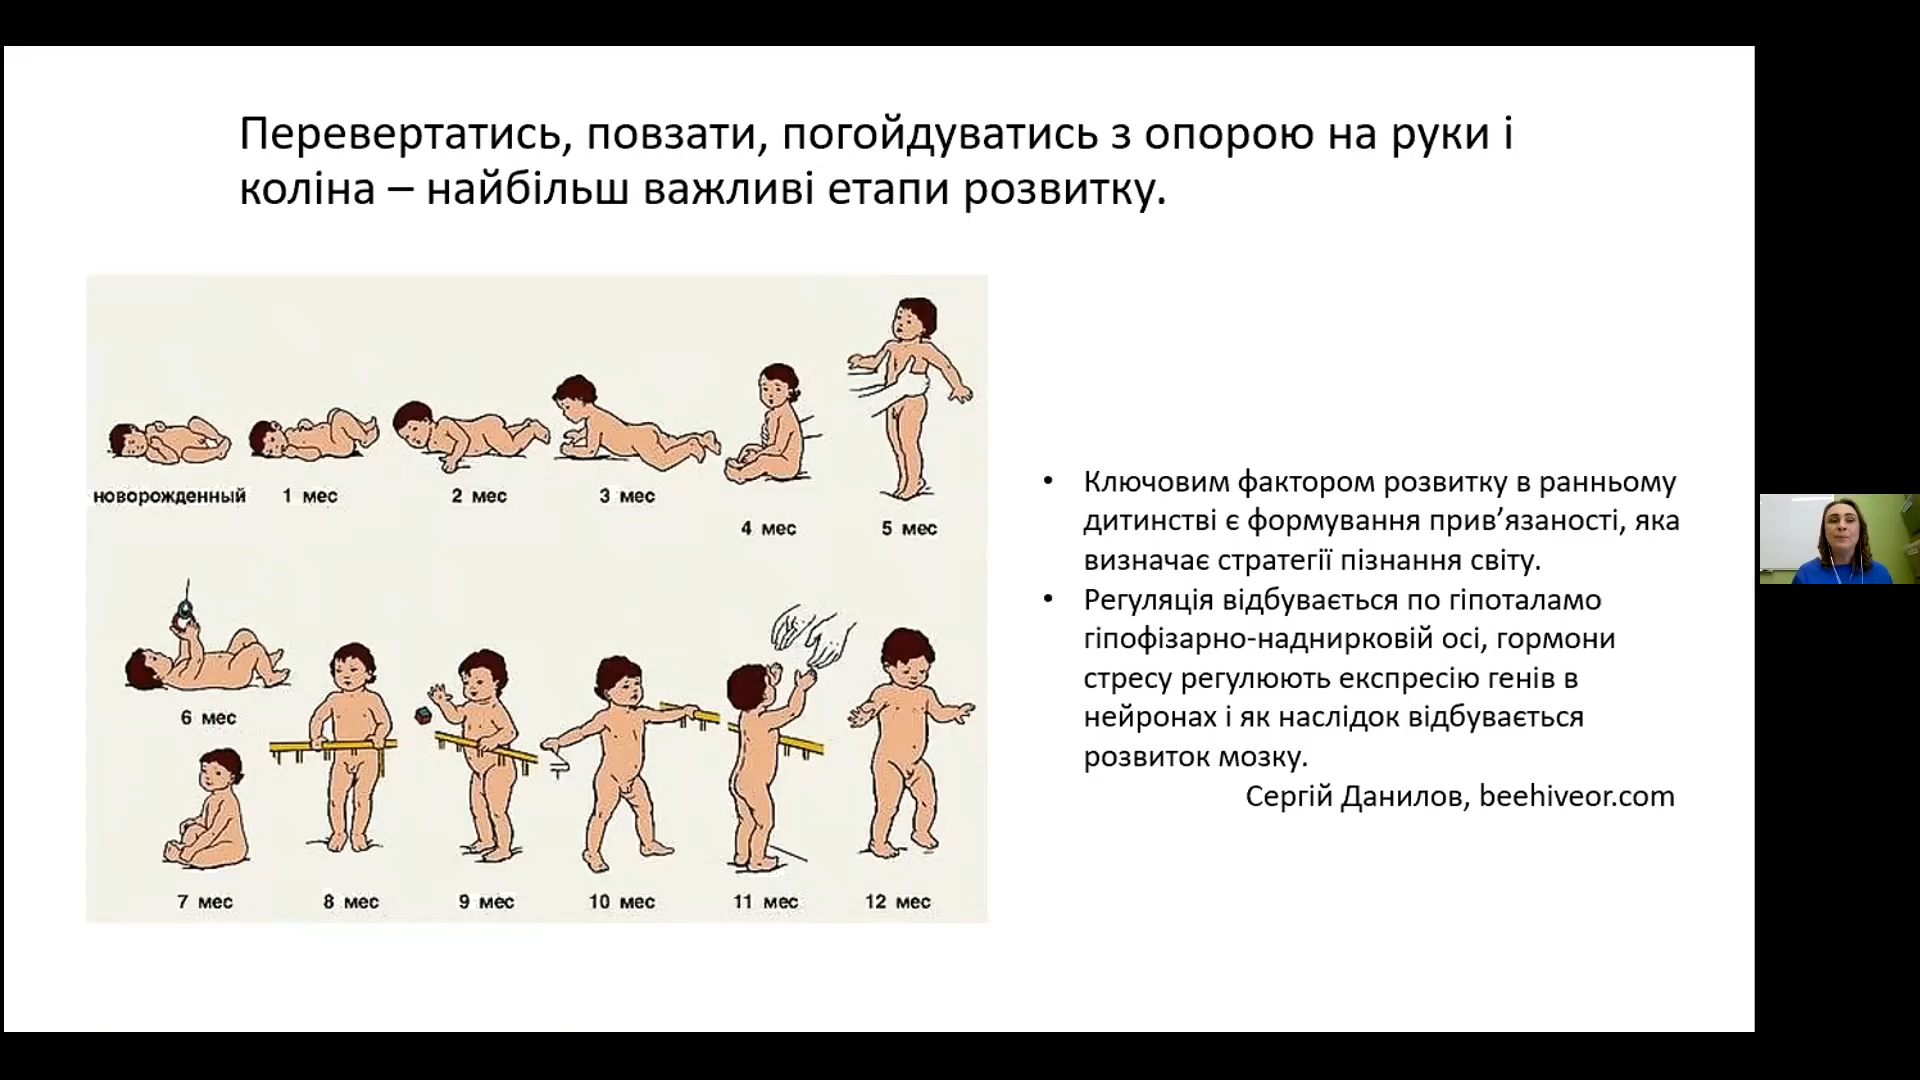 Перевертатись, повзати, погойдуватись з опорою на руки і
коліна – найбільш важливі етапи розвитку.
новорожденный
1 мес
2 мес
3 мес
4 мес
5 мес
6 мес
7 мес
8 мес
9 мес
10 мес
11 мес
12 мес
• Ключовим фактором розвитку в ранньому
дитинстві є формування прив’язаності, яка
визначає стратегії пізнання світу.
• Регуляція відбувається по гіпоталамо
гіпофізарно-наднирковій осі, гормони
стресу регулюють експресію генів в
нейронах і як наслідок відбувається
розвиток мозку.
Сергій Данилов, beehiveor.com